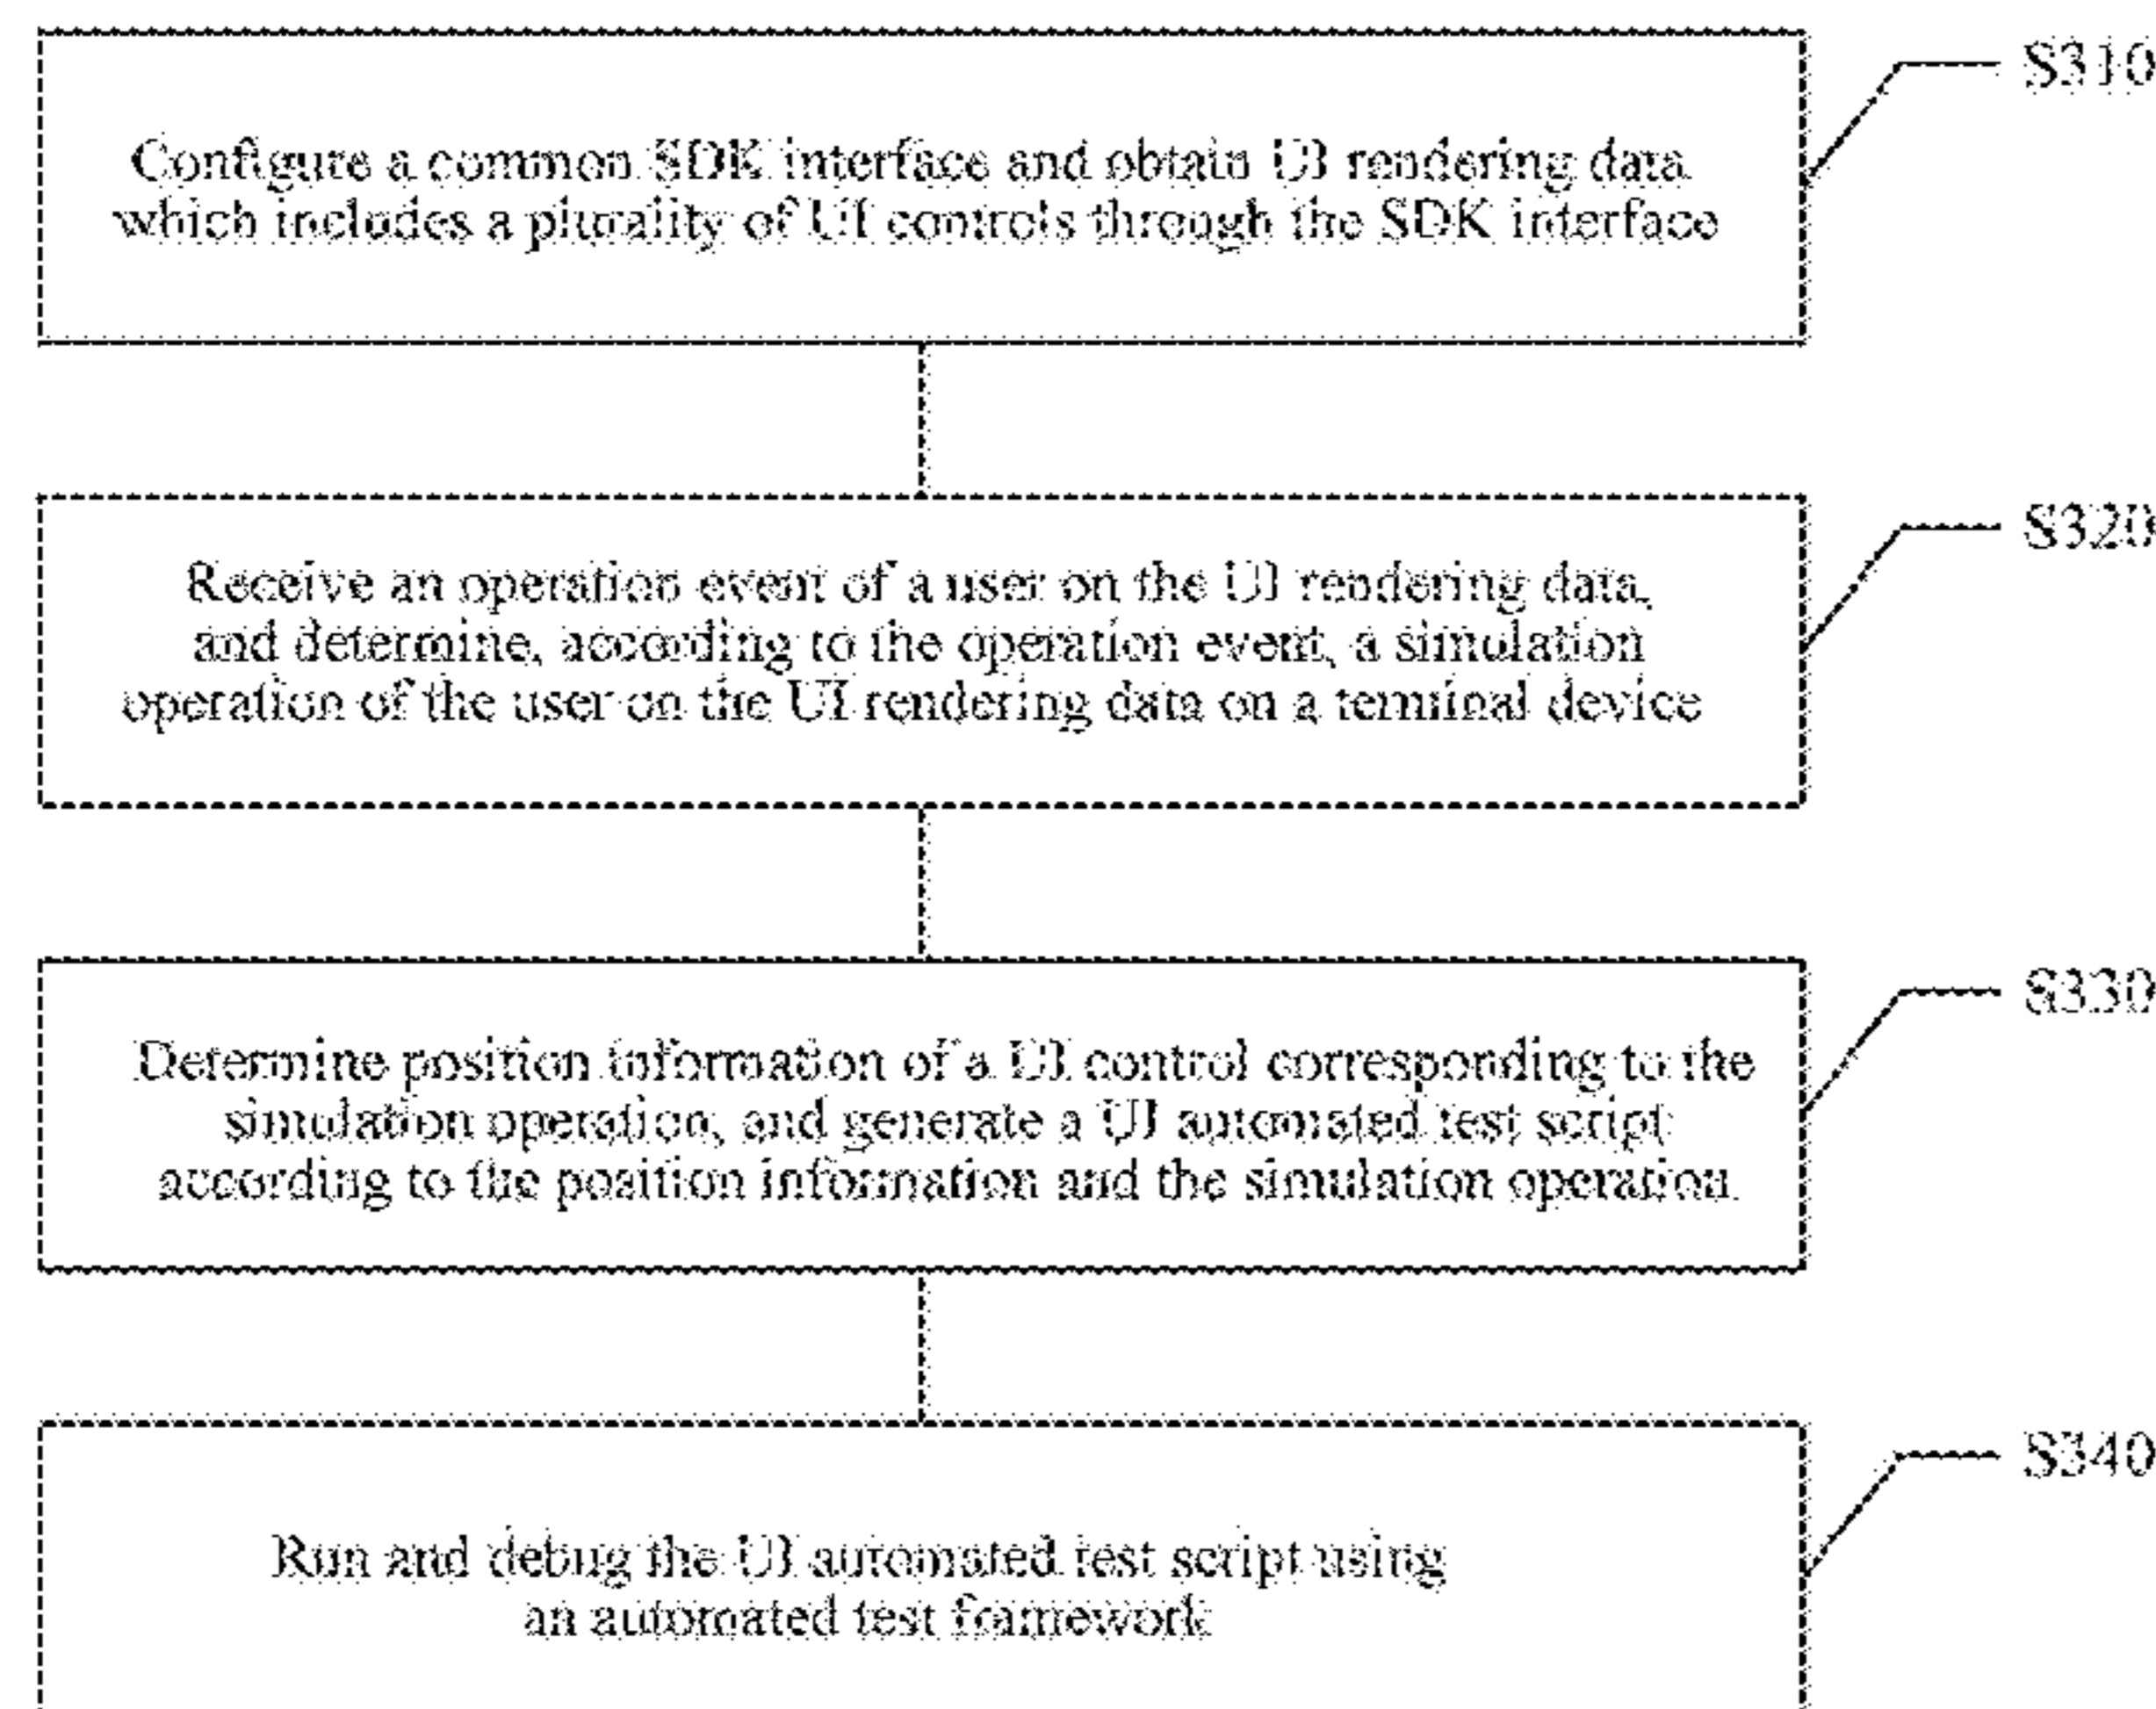 S310
Configure a common SDK interface and obtain UI rendering data
which includes a plurality of UI controls through the SDK interface
S320
Receive an operation event of a user on the UI rendering data,
and determine, according to the operation event, a simulation
operation of the user on the UI rendering data on a terminal device
S330
Determine position information of a UI control corresponding to the
simulation operation, and generate a UI automated test script
according to the position information and the simulation operation
S340
Run and debug the UI automated test script using
an automated test framework